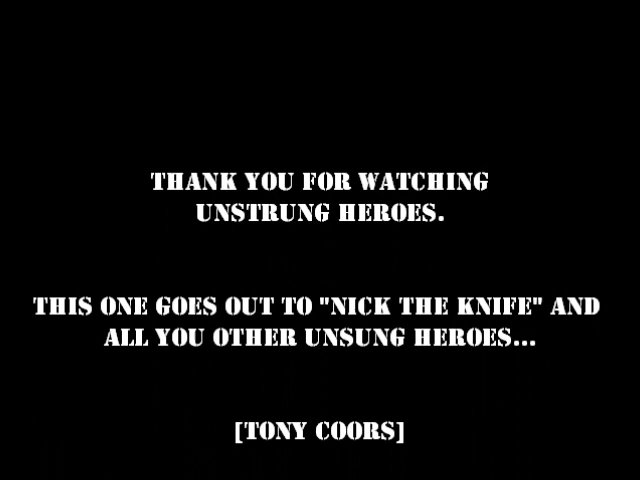 THANK YOU FOR WATCHING
UNSTRUNG HEROES.
THIS ONE GOES OUT TO "NICK THE KNIFE" AND
ALL YOU OTHER UNSUNG HEROES...
[TONY COORS]